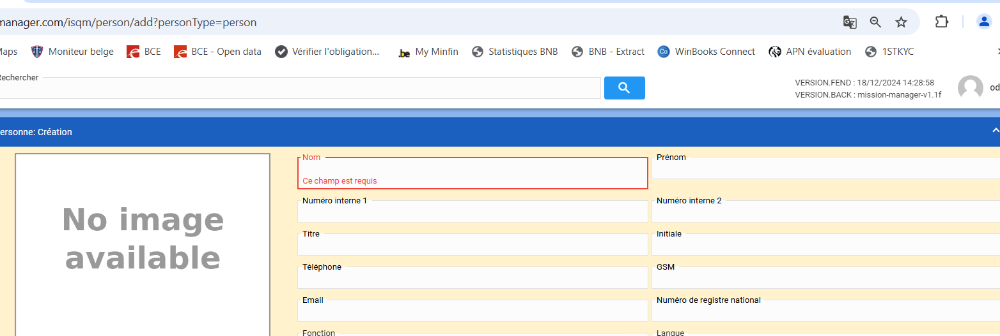 manager.com/isqm/person/add?personType=person
Maps Moniteur belge BCE BCE - Open data Vérifier l'obligation... .be My Minfin Statistiques BNB BNB - Extract Co WinBooks Connect APN évaluation 1STKYC
Rechercher
VERSION.FEND : 18/12/2024 14:28:58
VERSION.BACK : mission-manager-v1.1f
od
ersonne: Création
No image
available
Nom Prénom
Ce champ est requis
Numéro interne 1 Numéro interne 2
Titre Initiale
Téléphone GSM
Email Numéro de registre national
Fonction Langue